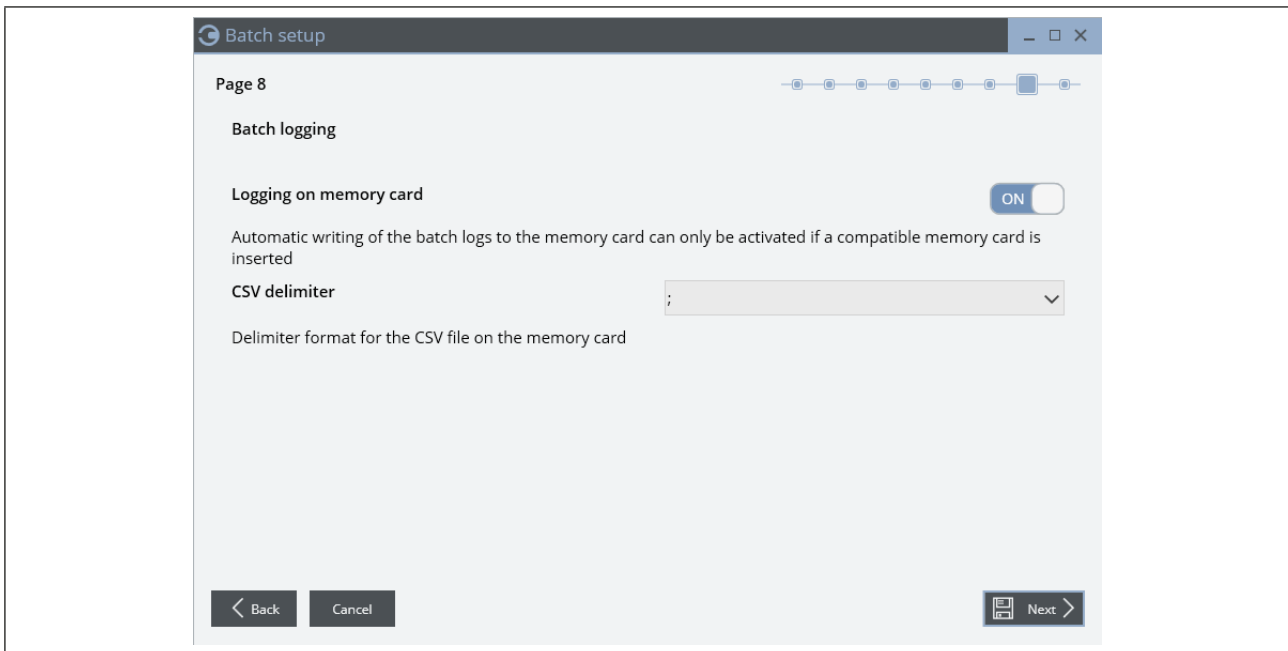 Batch setup
Page 8
Batch logging
Logging on memory card
ON
Automatic writing of the batch logs to the memory card can only be activated if a compatible memory card is
inserted
CSV delimiter
;
Delimiter format for the CSV file on the memory card
Back
Cancel
Next